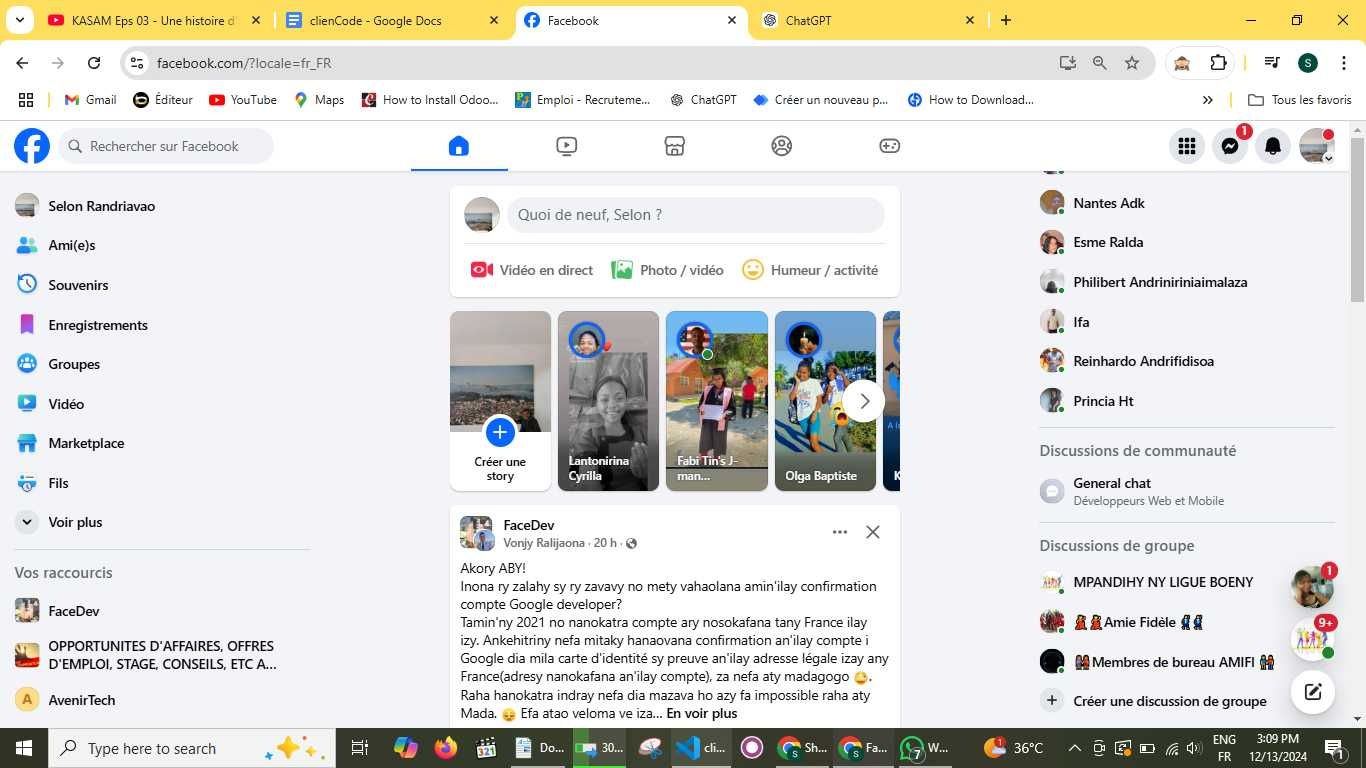 KASAM Eps 03 - Une histoire d'
clienCode - Google Docs
Facebook
ChatGPT
facebook.com/?locale=fr_FR
S
Gmail
Éditeur
YouTube
Maps
How to Install Odoo...
Emploi - Recruteme...
ChatGPT
Créer un nouveau p...
How to Download...
Tous les favoris
Rechercher sur Facebook
1
Selon Randriavao
Ami(e)s
Souvenirs
Enregistrements
Groupes
Vidéo
Marketplace
Fils
Voir plus
Vos raccourcis
FaceDev
OPPORTUNITES D'AFFAIRES, OFFRES
D'EMPLOI, STAGE, CONSEILS, ETC A...
A
AvenirTech
Quoi de neuf, Selon ?
Vidéo en direct
Photo / vidéo
Humeur / activité
Créer une
story
Lantonirina
Cyrilla
Fabi Tin's J-
man...
Olga Baptiste
FaceDev
Vonjy Ralijaona · 20 h ·
Akory ABY!
Inona ry zalahy sy ry zavavy no mety vahaolana amin'ilay confirmation
compte Google developer?
Tamin'ny 2021 no nanokatra compte ary nosokafana tany France ilay
izy. Ankehitriny nefa mitaky hanaovana confirmation an'ilay compte i
Google dia mila carte d'identité sy preuve an'ilay adresse légale izay any
France(adresy nanokafana an'ilay compte), za nefa aty madagogo 😩.
Raha hanokatra indray nefa dia mazava ho azy fa impossible raha aty
Mada. 😔 Efa atao veloma ve iza... En voir plus
Nantes Adk
Esme Ralda
Philibert Andriniriniaimalaza
Ifa
Reinhardo Andrifidisoa
Princia Ht
Discussions de communauté
General chat
Développeurs Web et Mobile
Discussions de groupe
MPANDIHY NY LIGUE BOENY
Amie Fidèle
Membres de bureau AMIFI
Créer une discussion de groupe
1
9+
Type here to search
Do...
30...
cli...
Sh...
Fa...
7
W...
1
36°C
ENG
FR
3:09 PM
12/13/2024
1